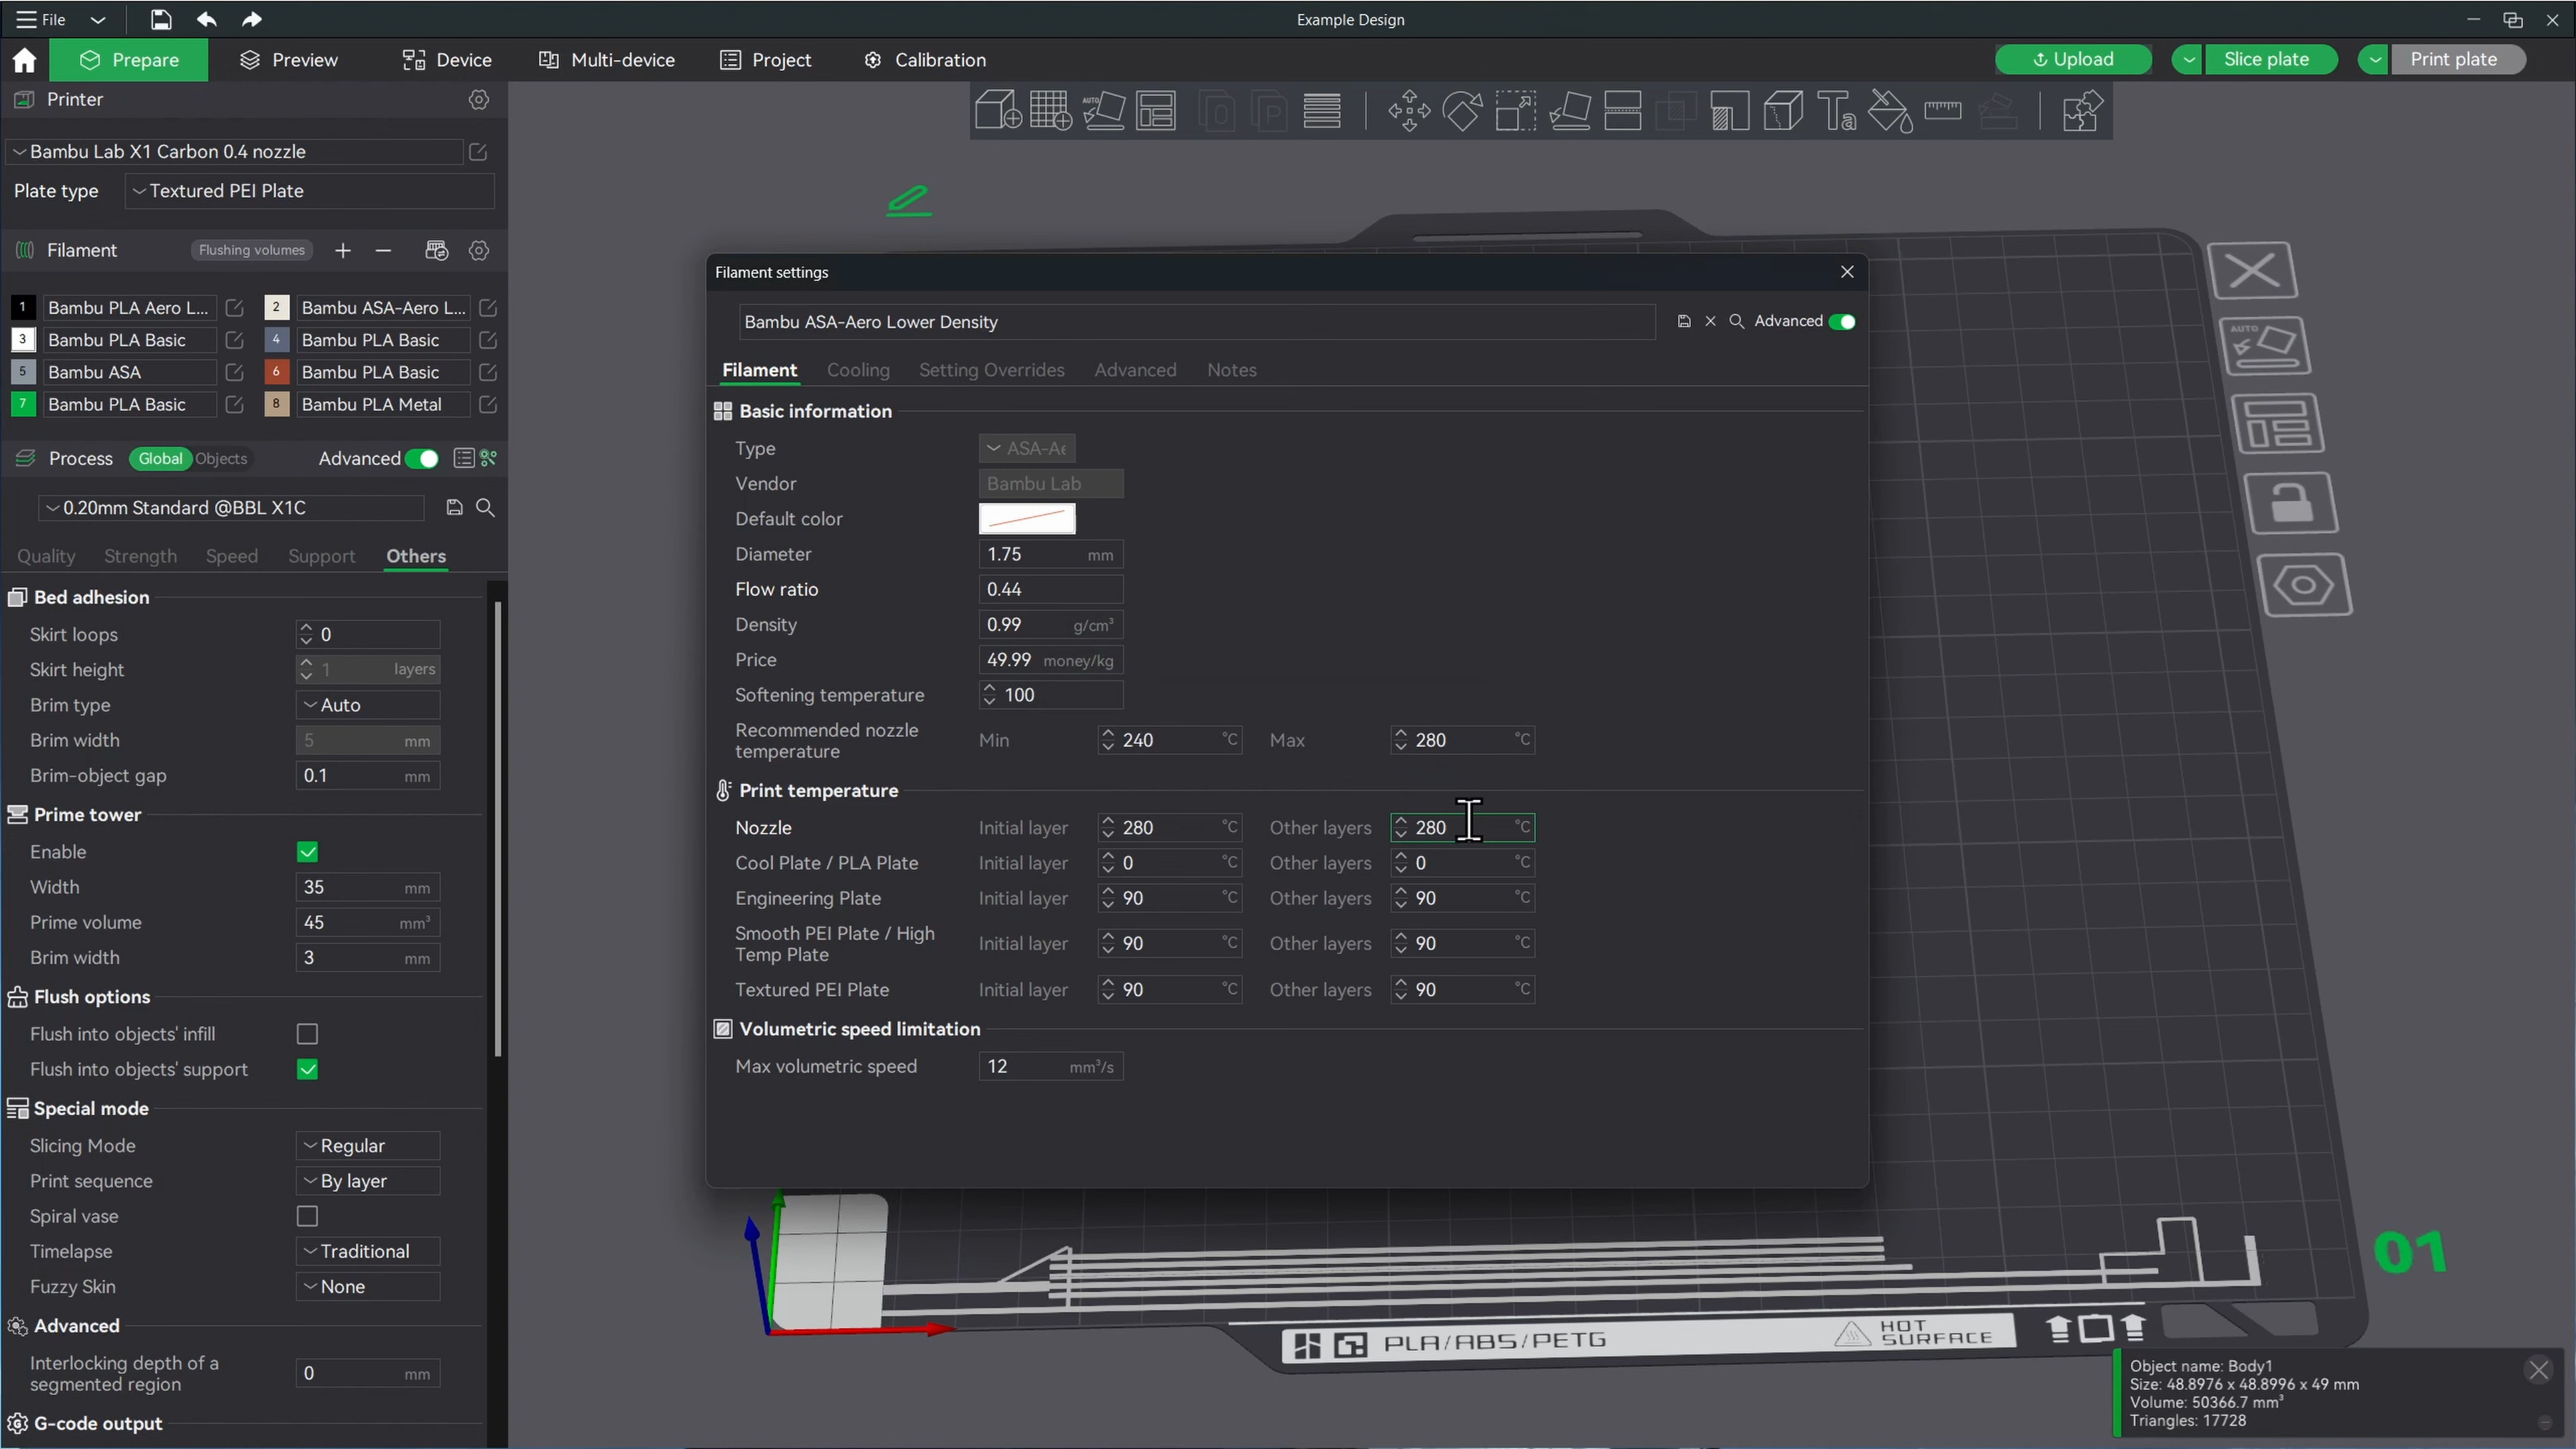 File
Example Design
Prepare
Preview
Device
Multi-device
Project
Calibration
Upload
Slice plate
Print plate
Printer
Bambu Lab X1 Carbon 0.4 nozzle
Plate type
Textured PEI Plate
Filament
Flushing volumes
1 Bambu PLA Aero L...
2 Bambu ASA-Aero L...
3 Bambu PLA Basic
4 Bambu PLA Basic
5 Bambu ASA
6 Bambu PLA Basic
7 Bambu PLA Basic
8 Bambu PLA Metal
Process
Global
Objects
Advanced
0.20mm Standard @BBL X1C
Quality
Strength
Speed
Support
Others
Bed adhesion
Skirt loops 0
Skirt height 1 layers
Brim type Auto
Brim width 5 mm
Brim-object gap 0.1 mm
Prime tower
Enable
Width 35 mm
Prime volume 45 mm³
Brim width 3 mm
Flush options
Flush into objects' infill
Flush into objects' support
Special mode
Slicing Mode Regular
Print sequence By layer
Spiral vase
Timelapse Traditional
Fuzzy Skin None
Advanced
Interlocking depth of a
segmented region 0 mm
G-code output
AUTO
Ta
Filament settings
Bambu ASA-Aero Lower Density
Advanced
Filament
Cooling
Setting Overrides
Advanced
Notes
Basic information
Type ASA-Ae
Vendor Bambu Lab
Default color
Diameter 1.75 mm
Flow ratio 0.44
Density 0.99 g/cm³
Price 49.99 money/kg
Softening temperature 100
Recommended nozzle
temperature Min 240 °C Max 280 °C
Print temperature
Nozzle Initial layer 280 °C Other layers 280 °C
Cool Plate / PLA Plate Initial layer 0 °C Other layers 0 °C
Engineering Plate Initial layer 90 °C Other layers 90 °C
Smooth PEI Plate / High
Temp Plate Initial layer 90 °C Other layers 90 °C
Textured PEI Plate Initial layer 90 °C Other layers 90 °C
Volumetric speed limitation
Max volumetric speed 12 mm³/s
AUTO
01
PLA/ABS/PETG
HOT
SURFACE
Object name: Body1
Size: 48.8976 x 48.8996 x 49 mm
Volume: 50366.7 mm³
Triangles: 17728